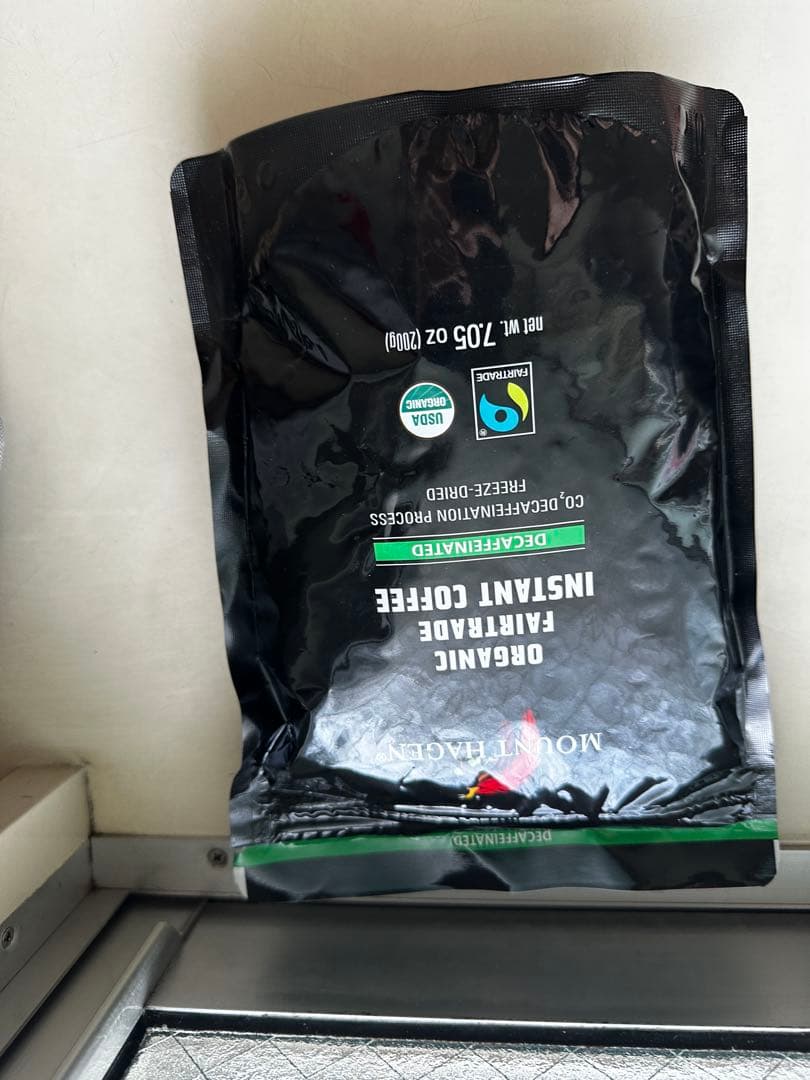 DECAFFEINATED
MOUNT HAGEN®
ORGANIC
FAIRTRADE
INSTANT COFFEE
DECAFFEINATED
CO₂ DECAFFEINATION PROCESS
FREEZE-DRIED
®
FAIRTRADE
USDA
ORGANIC
net wt. 7.05 oz (200g)